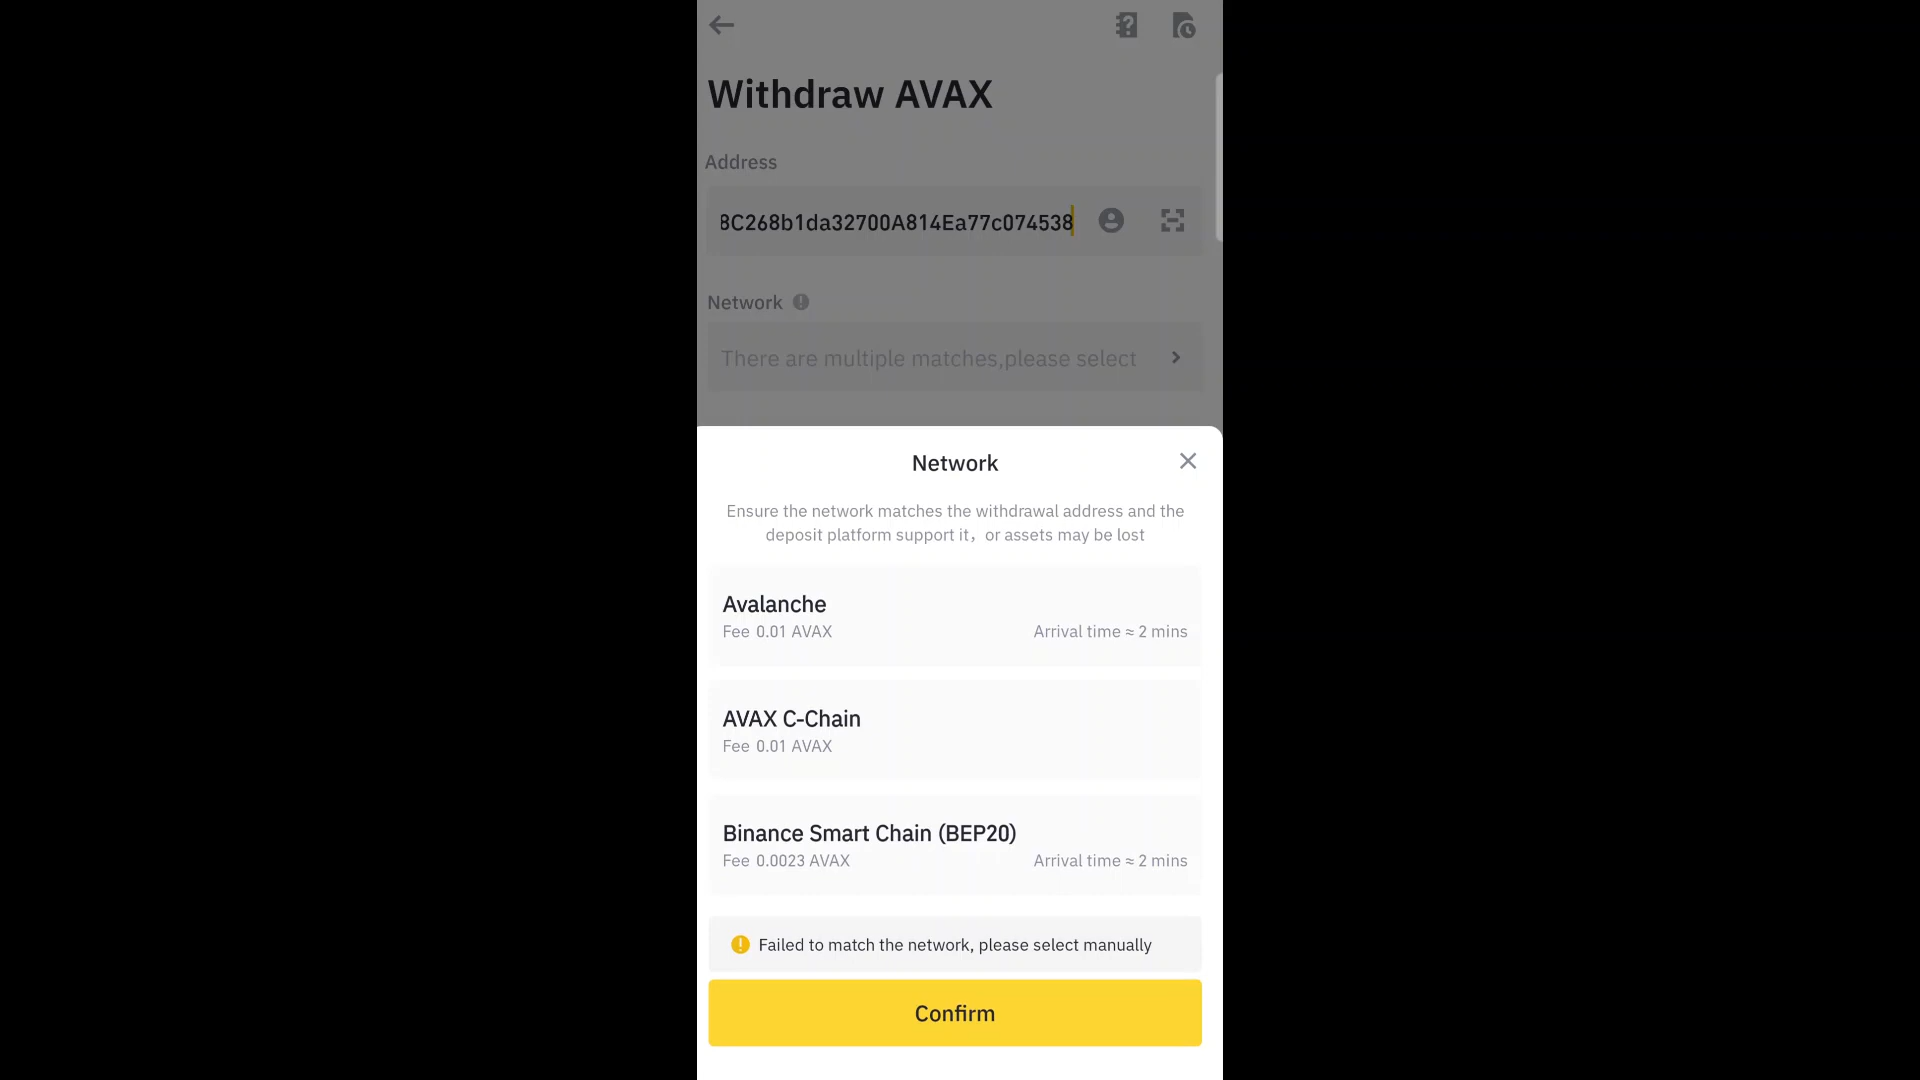 Withdraw AVAX
Address
8C268b1da32700A814Ea77c074538
Network
There are multiple matches,please select
Network
Ensure the network matches the withdrawal address and the
deposit platform support it，or assets may be lost
Avalanche
Fee 0.01 AVAX
Arrival time ≈ 2 mins
AVAX C-Chain
Fee 0.01 AVAX
Binance Smart Chain (BEP20)
Fee 0.0023 AVAX
Arrival time ≈ 2 mins
Failed to match the network, please select manually
Confirm